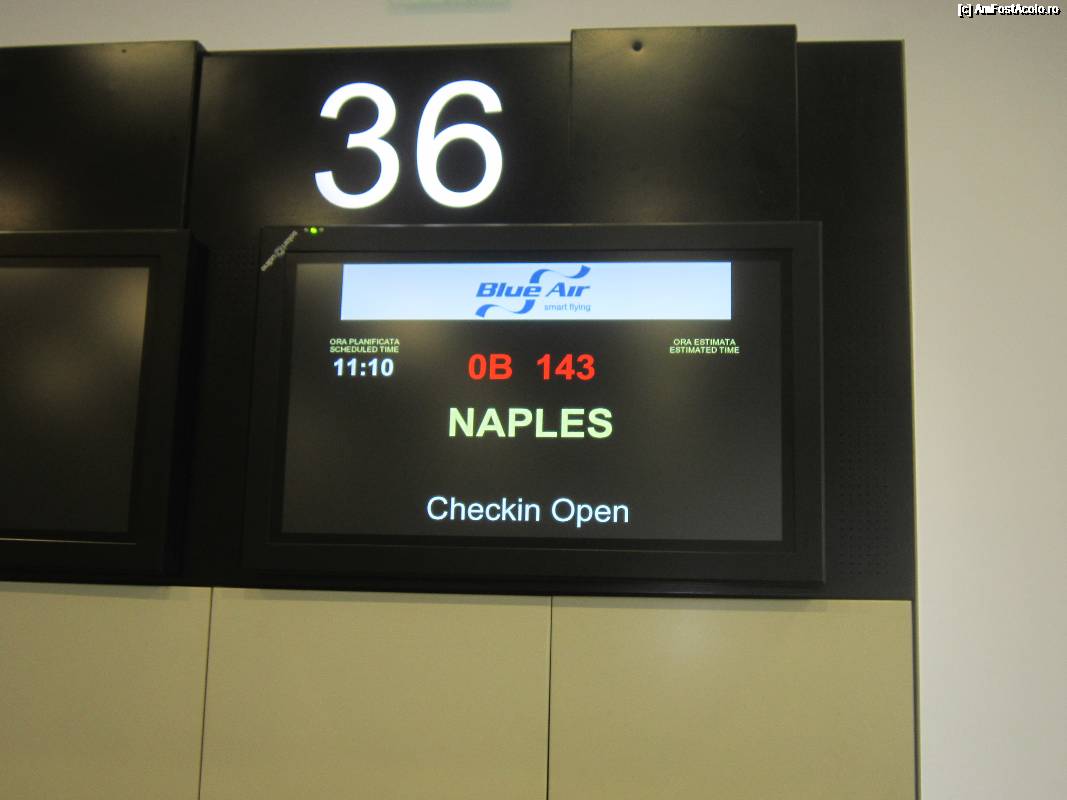 [c] AmFostAcolo.ro
36
Blue Air
smart flying
ORA PLANIFICATA
SCHEDULED TIME
11:10
0B 143
ORA ESTIMATA
ESTIMATED TIME
NAPLES
Checkin Open